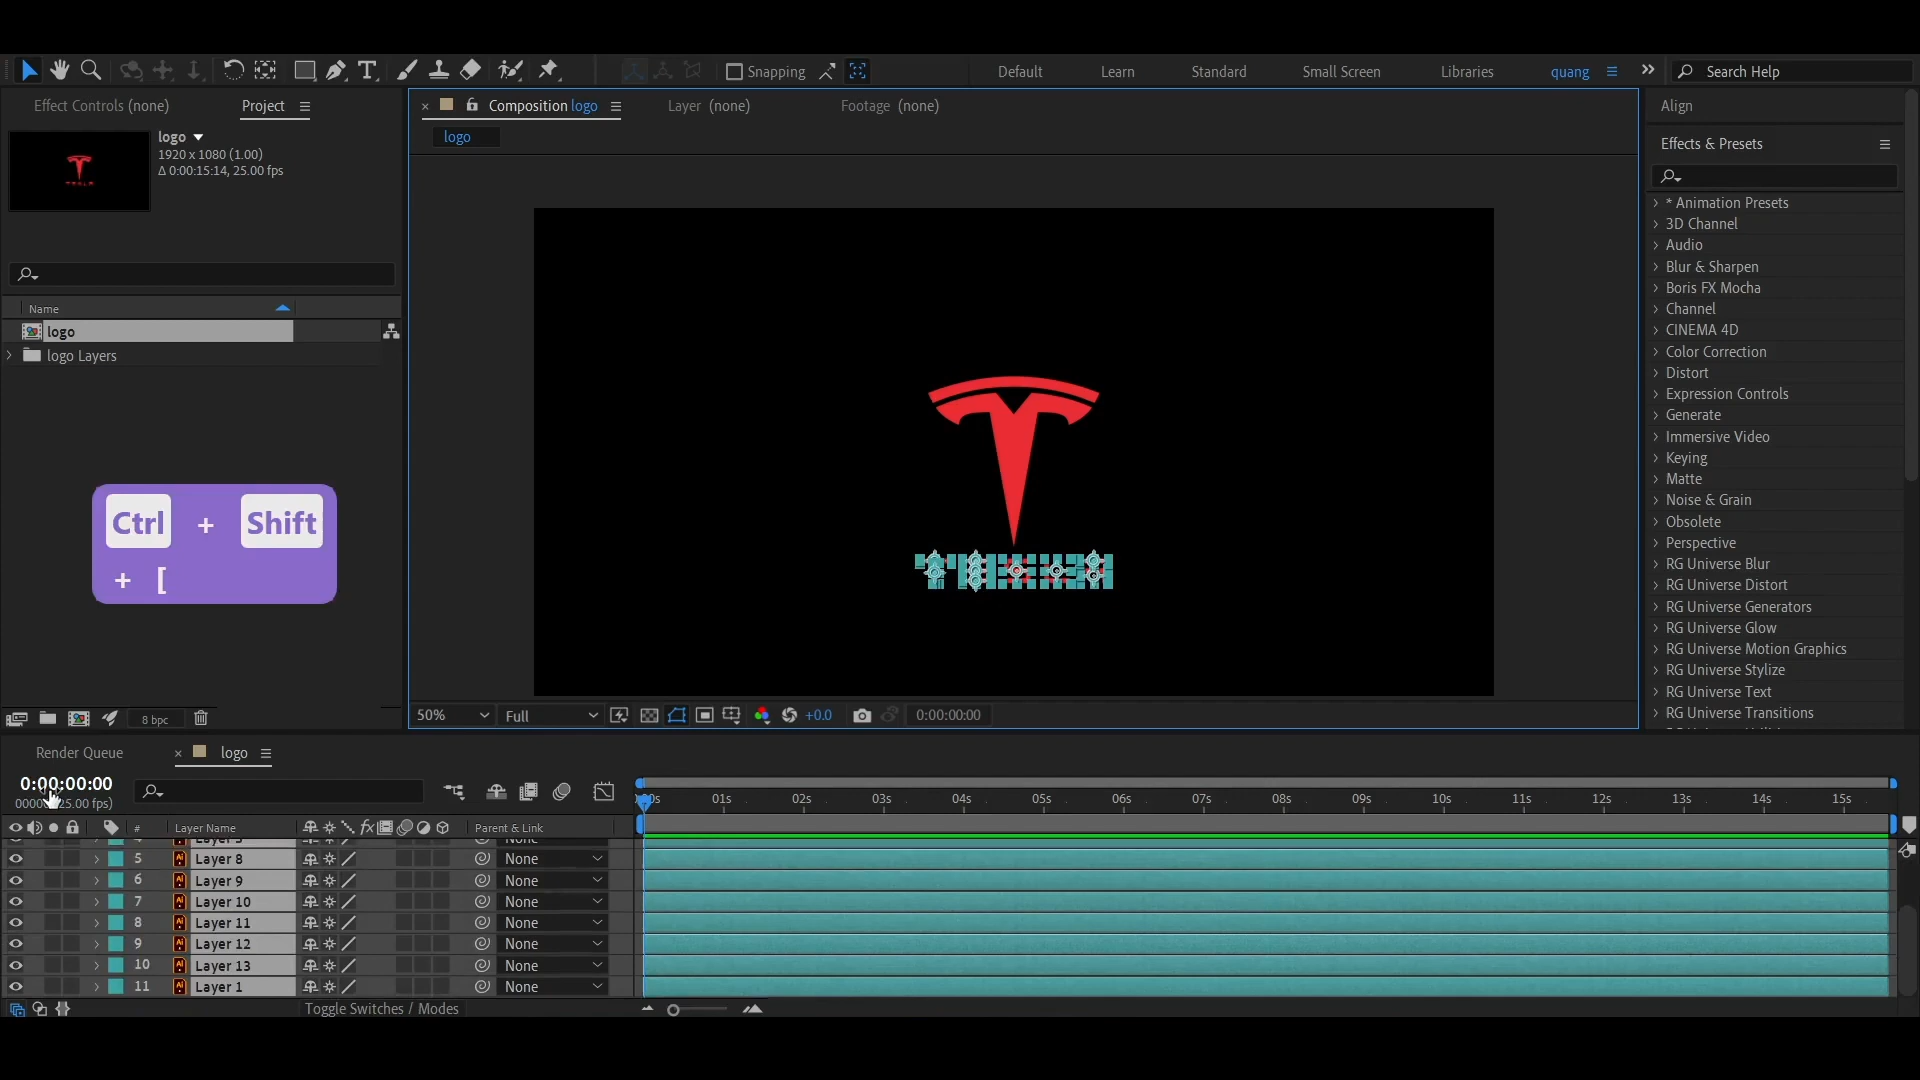 Snapping
Default
Learn
Standard
Small Screen
Libraries
quang
Search Help
Effect Controls (none)
Project
Composition logo
Layer (none)
Footage (none)
Align
logo
1920 x 1080 (1.00)
Δ 0:00:15:14, 25.00 fps)
logo
Effects & Presets
Name
logo
logo Layers
* Animation Presets
3D Channel
Audio
Blur & Sharpen
Boris FX Mocha
Channel
CINEMA 4D
Color Correction
Distort
Expression Controls
Generate
Immersive Video
Keying
Matte
Noise & Grain
Obsolete
Perspective
RG Universe Blur
RG Universe Distort
RG Universe Generators
RG Universe Glow
RG Universe Motion Graphics
RG Universe Stylize
RG Universe Text
RG Universe Transitions
Ctrl + Shift
+ [
8 bpc
50%
Full
+0.0
0:00:00:00
Render Queue
logo
0:00:00:00
25.00 fps)
01s 02s 03s 04s 05s 06s 07s 08s 09s 10s 11s 12s 13s 14s 15s
# Layer Name fx Parent & Link
5 Ai Layer 8 None
6 Ai Layer 9 None
7 Ai Layer 10 None
8 Ai Layer 11 None
9 Ai Layer 12 None
10 Ai Layer 13 None
11 Ai Layer 1 None
Toggle Switches / Modes